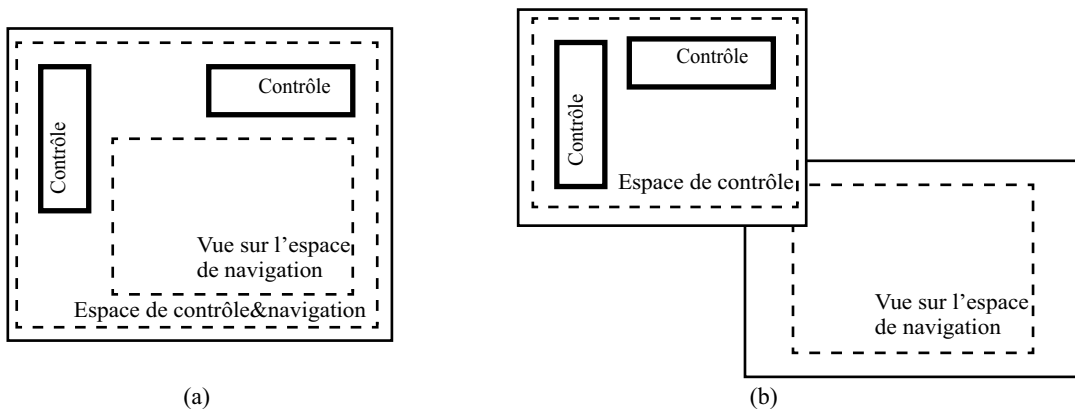 Contrôle
Contrôle
Vue sur l’espace
de navigation
Espace de contrôle&navigation
(a)
Contrôle
Contrôle
Espace de contrôle
Vue sur l’espace
de navigation
(b)